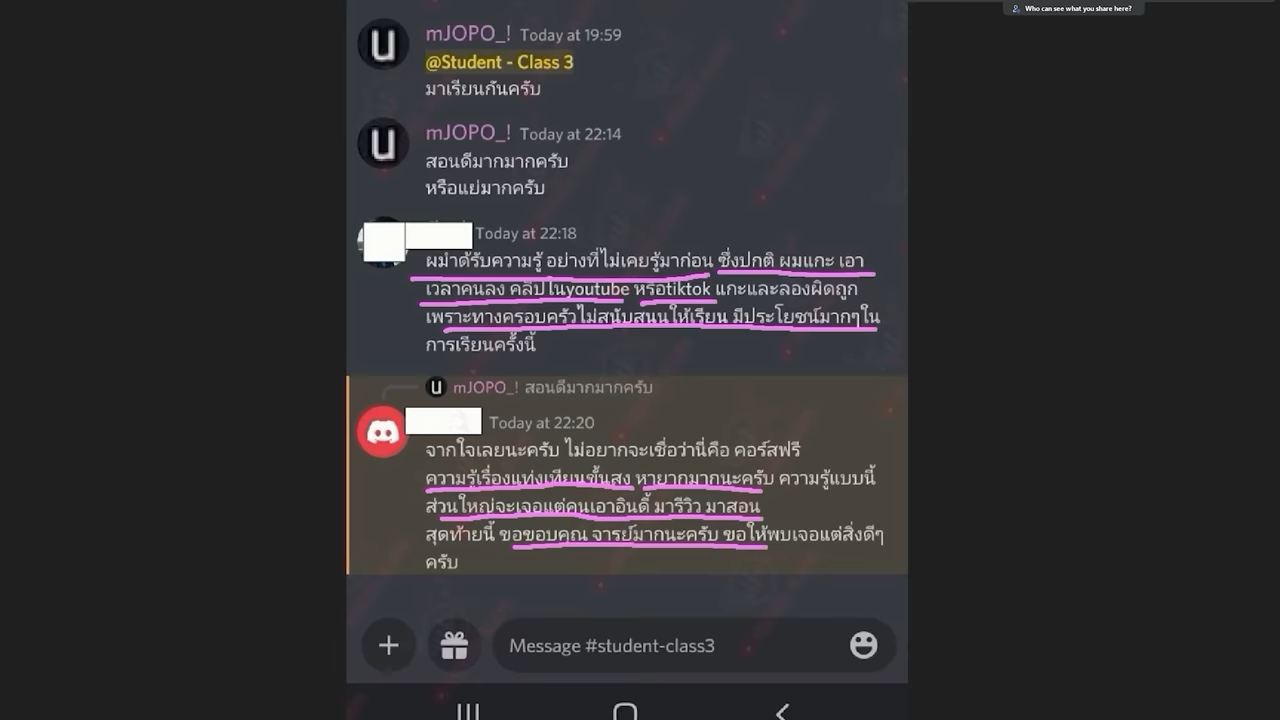 Who can see what you share here?
mJOPO_! Today at 19:59
@Student - Class 3
มาเรียนกันครับ
mJOPO_! Today at 22:14
สอนดีมากมากครับ
หรือแย่มากครับ
Today at 22:18
ผมำด้รับความรู้ อย่างที่ไม่เคยรู้มาก่อน ซึ่งปกติ ผมแกะ เอา
เวลาคนลง คลิปในyoutube หรือtiktok แกะและลองผิดถูก
เพราะทางครอบครัวไม่สนับสนุนให้เรียน มีประโยชน์มากๆใน
การเรียนครั้งนี้
mJOPO_! สอนดีมากมากครับ
Today at 22:20
จากใจเลยนะครับ ไม่อยากจะเชื่อว่านี่คือ คอร์สฟรี
ความรู้เรื่องแท่งเทียนขั้นสูง หายากมากนะครับ ความรู้แบบนี้
ส่วนใหญ่จะเจอแต่คนเอาอินดี้ มารีวิว มาสอน
สุดท้ายนี้ ขอขอบคุณ จารย์มากนะครับ ขอให้พบเจอแต่สิ่งดีๆ
ครับ
Message #student-class3